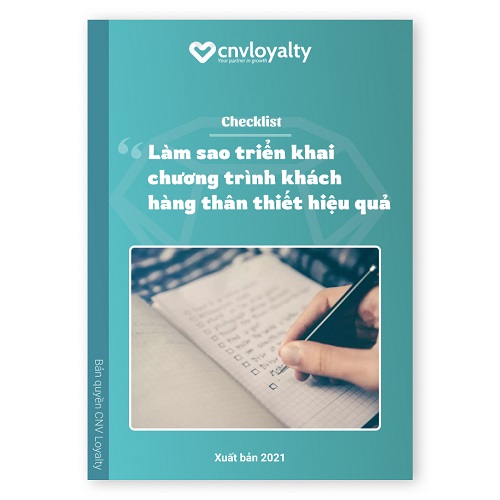 cnvloyalty
Your partner in growth
Checklist
“
Làm sao triển khai
chương trình khách
hàng thân thiết hiệu quả
Bản quyền CNV Loyalty
Xuất bản 2021